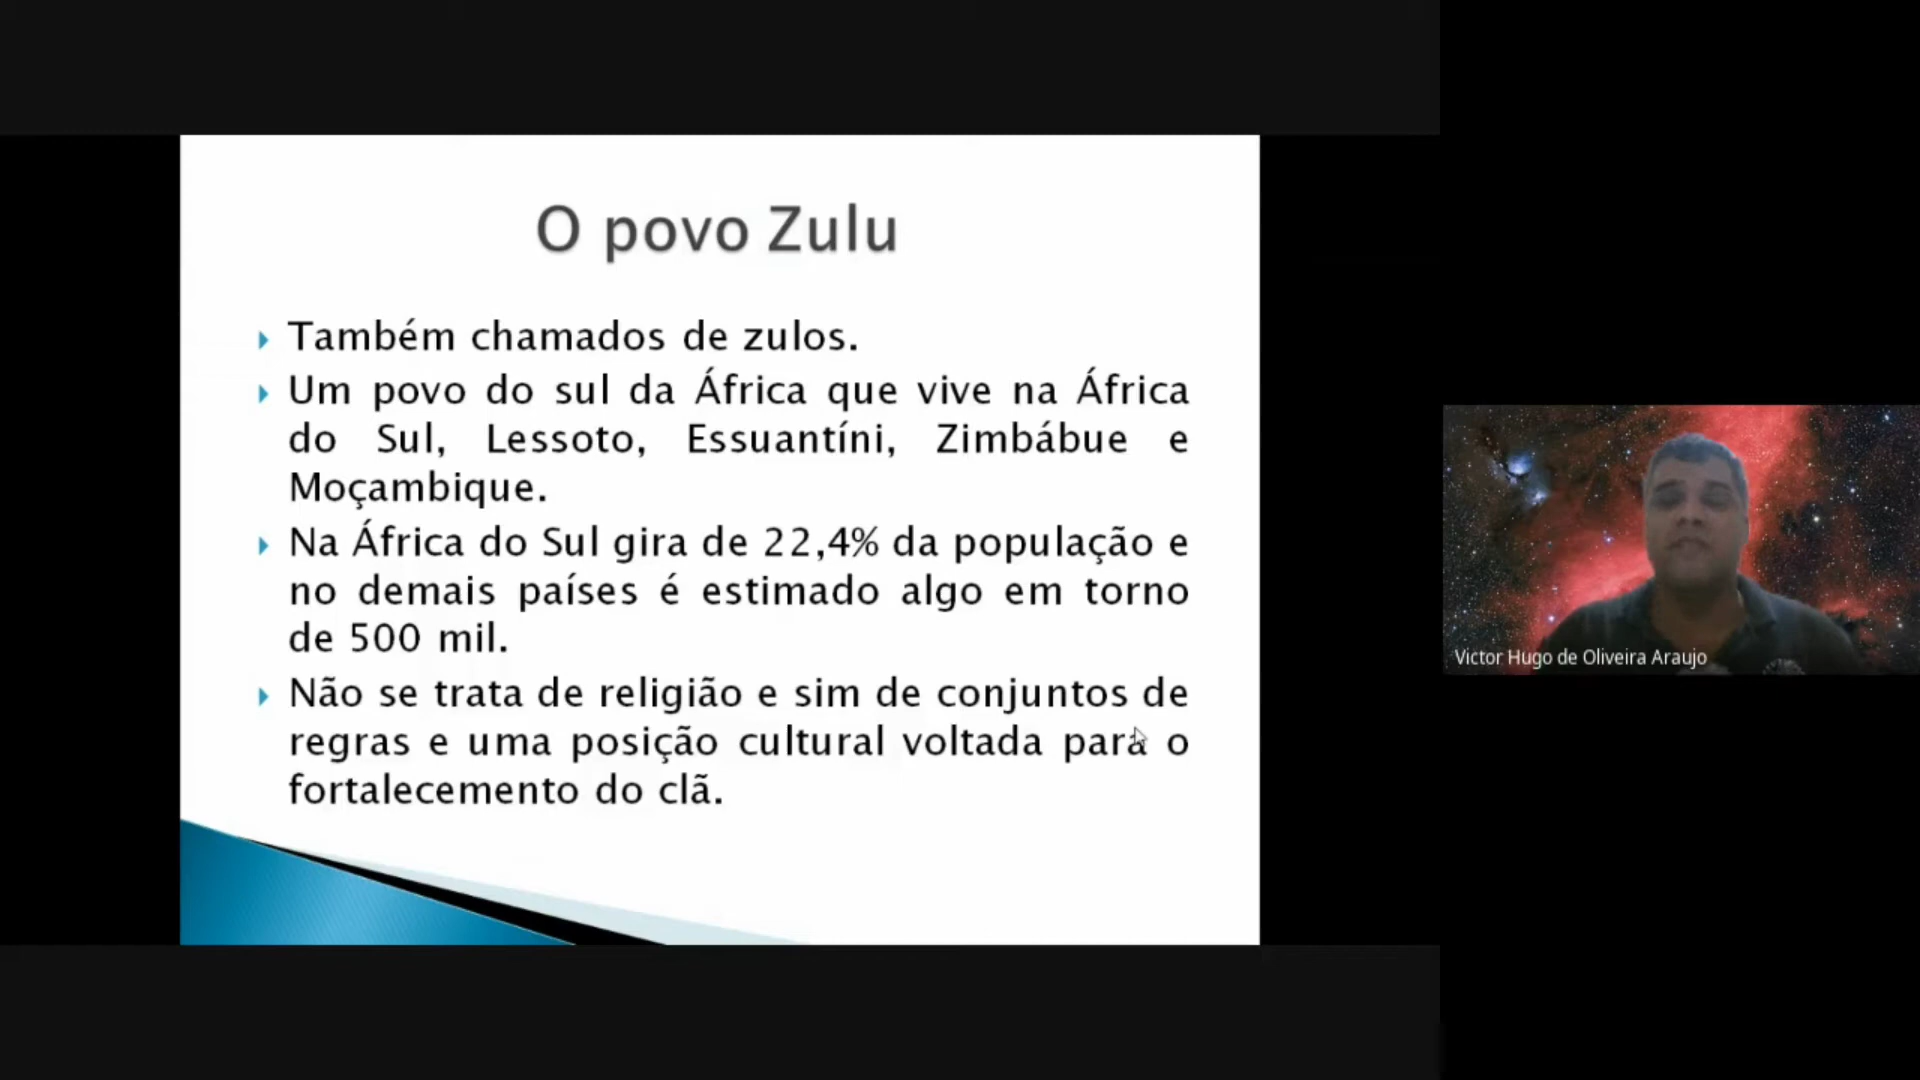 O povo Zulu
Também chamados de zulos.
Um povo do sul da África que vive na África
do Sul, Lessoto, Essuantíni, Zimbábue e
Moçambique.
Na África do Sul gira de 22,4% da população e
no demais países é estimado algo em torno
de 500 mil.
Não se trata de religião e sim de conjuntos de
regras e uma posição cultural voltada para o
fortalecemento do clã.
Victor Hugo de Oliveira Araujo